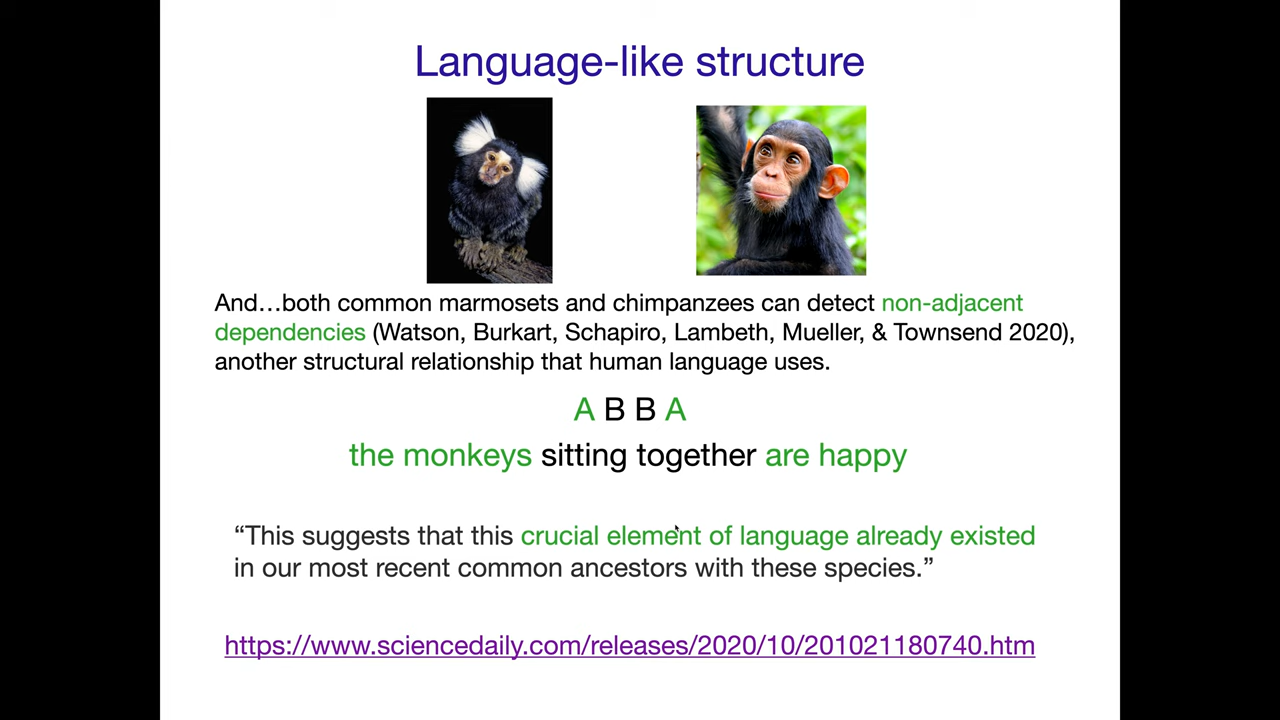 Language-like structure
And…both common marmosets and chimpanzees can detect non-adjacent
dependencies (Watson, Burkart, Schapiro, Lambeth, Mueller, & Townsend 2020),
another structural relationship that human language uses.
A B B A
the monkeys sitting together are happy
“This suggests that this crucial element of language already existed
in our most recent common ancestors with these species.”
https://www.sciencedaily.com/releases/2020/10/201021180740.htm